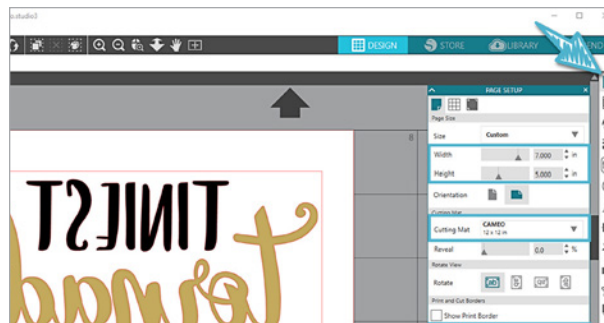 o.studio3
DESIGN
STORE
LIBRARY
END
PAGE SETUP
Page Size
Size Custom
Width 7.000 in
Height 5.000 in
Orientation
Cutting Mat
Cutting Mat CAMEO
12 x 12 in
Reveal 0.0 %
Rotate View
Rotate
Print and Cut Borders
Show Print Border
8
TINIEST